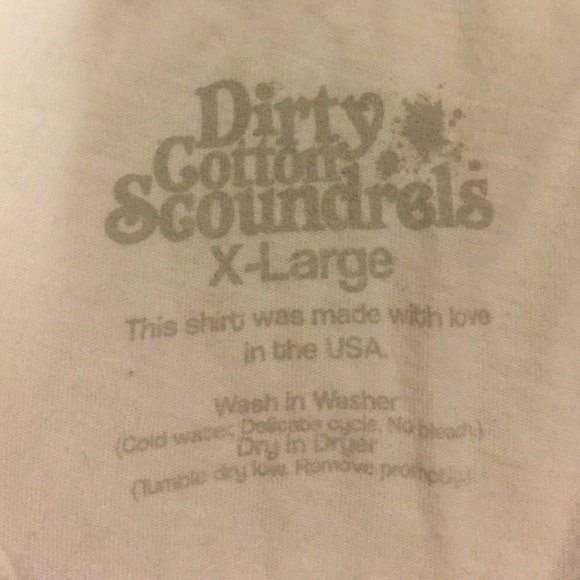 Dirty
Cotton
Scoundrels
X-Large
This shirt was made with love
in the USA.
Wash in Washer
(Cold water, Delicate cycle, No bleach)
Dry in Dryer
(Tumble dry low. Remove promptly)